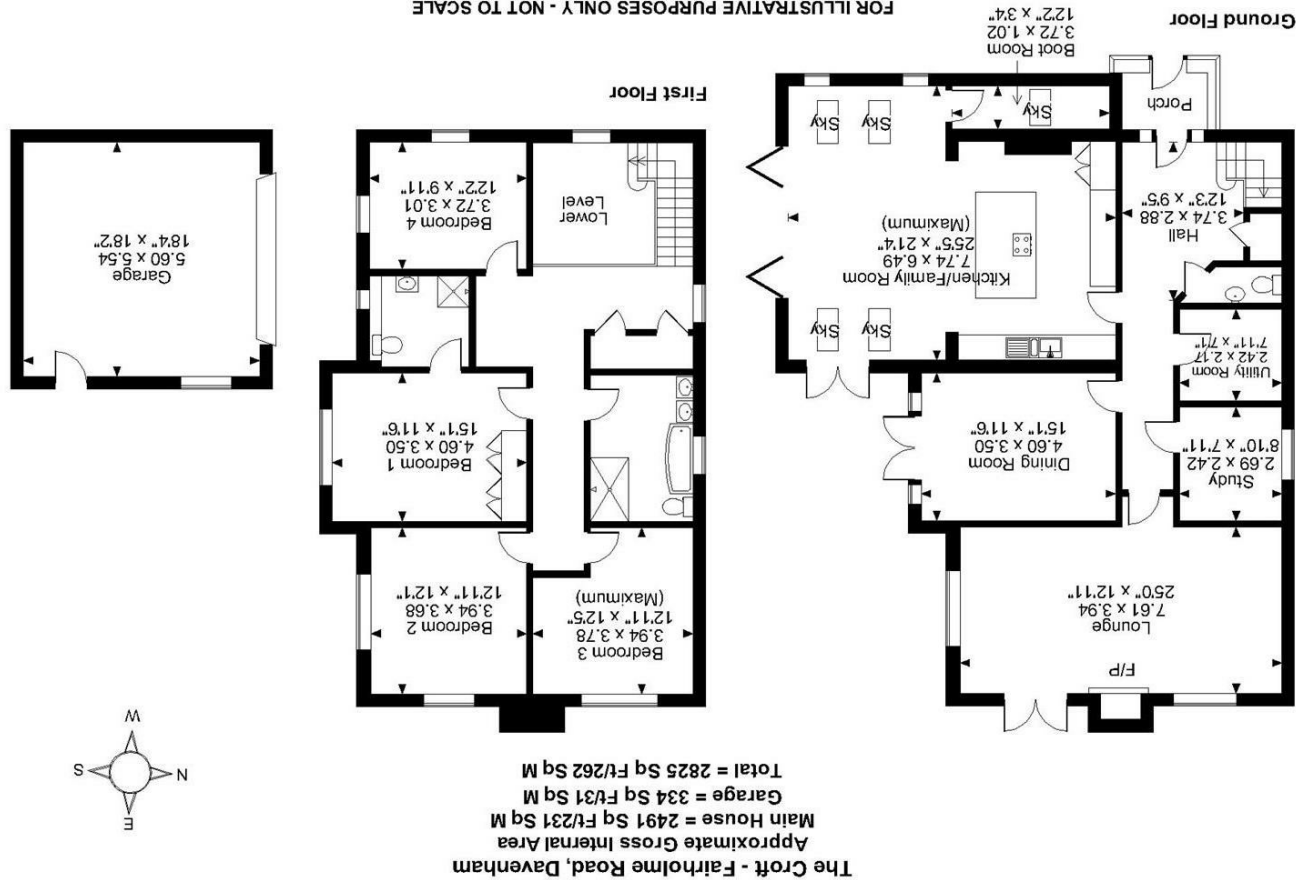 The Croft - Fairholme Road, Davenham
Approximate Gross Internal Area
Main House = 2491 Sq Ft/231 Sq M
Garage = 334 Sq Ft/31 Sq M
Total = 2825 Sq Ft/262 Sq M
E
N
S
W
F/P
Lounge
7.61 x 3.94
25'0" x 12'11"
Study
2.69 x 2.42
8'10" x 7'11"
Dining Room
4.60 x 3.50
15'1" x 11'6"
Utility Room
2.42 x 2.17
7'11" x 7'1"
Kitchen/Family Room
7.74 x 6.49
25'5" x 21'4"
(Maximum)
Sky
Sky
Sky
Sky
Sky
Hall
3.74 x 2.88
12'3" x 9'5"
Porch
Boot Room
3.72 x 1.02
12'2" x 3'4"
Ground Floor
Bedroom 3
3.94 x 3.78
12'11" x 12'5"
(Maximum)
Bedroom 2
3.94 x 3.68
12'11" x 12'1"
Bedroom 1
4.60 x 3.50
15'1" x 11'6"
Lower
Level
Bedroom 4
3.72 x 3.01
12'2" x 9'11"
First Floor
Garage
5.60 x 5.54
18'4" x 18'2"
FOR ILLUSTRATIVE PURPOSES ONLY - NOT TO SCALE